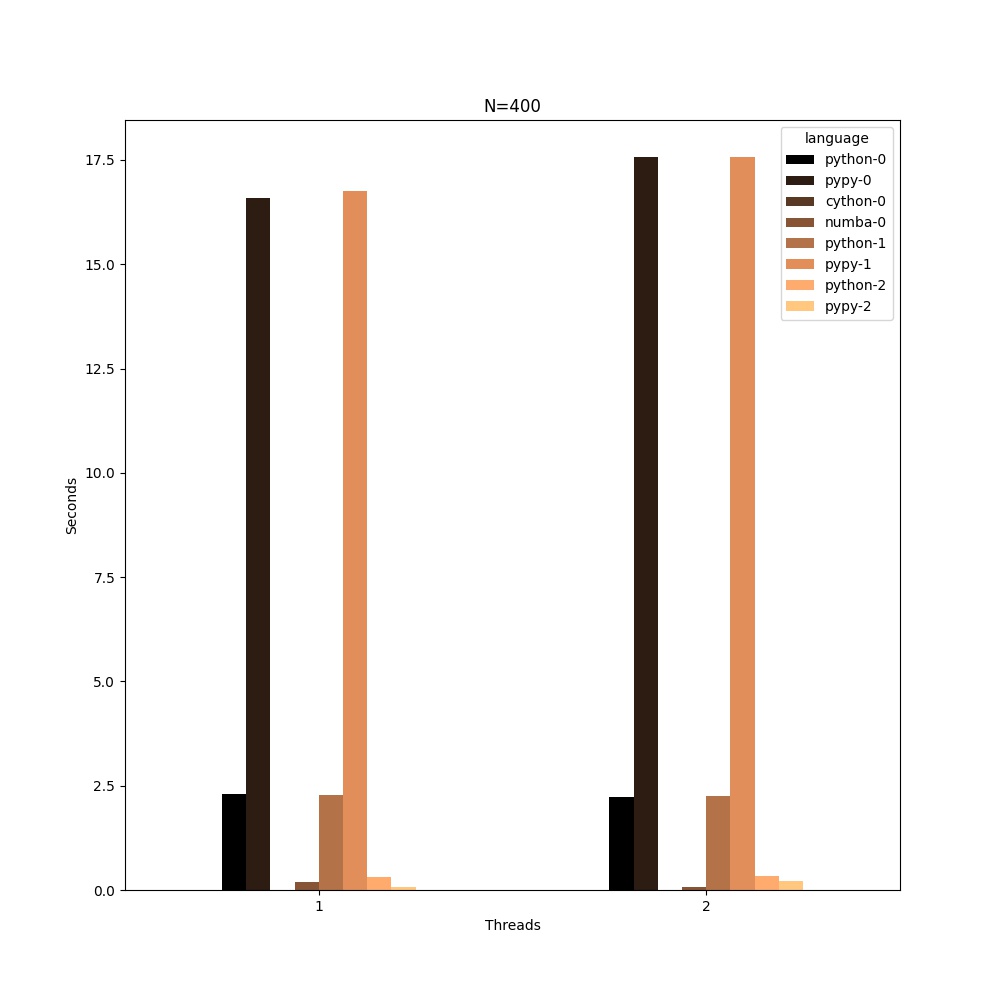 N=400
language
python-0
pypy-0
cython-0
numba-0
python-1
pypy-1
python-2
pypy-2
17.5
15.0
12.5
10.0
7.5
5.0
2.5
0.0
Seconds
1
2
Threads